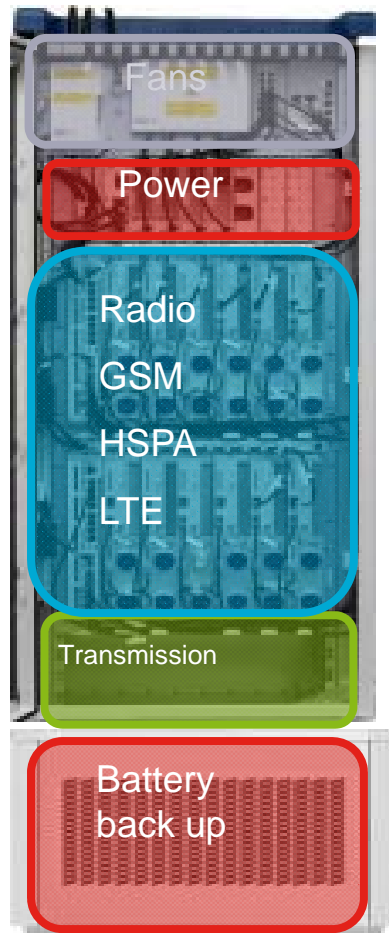 Fans
Power
Radio
GSM
HSPA
LTE
Transmission
Battery
back up